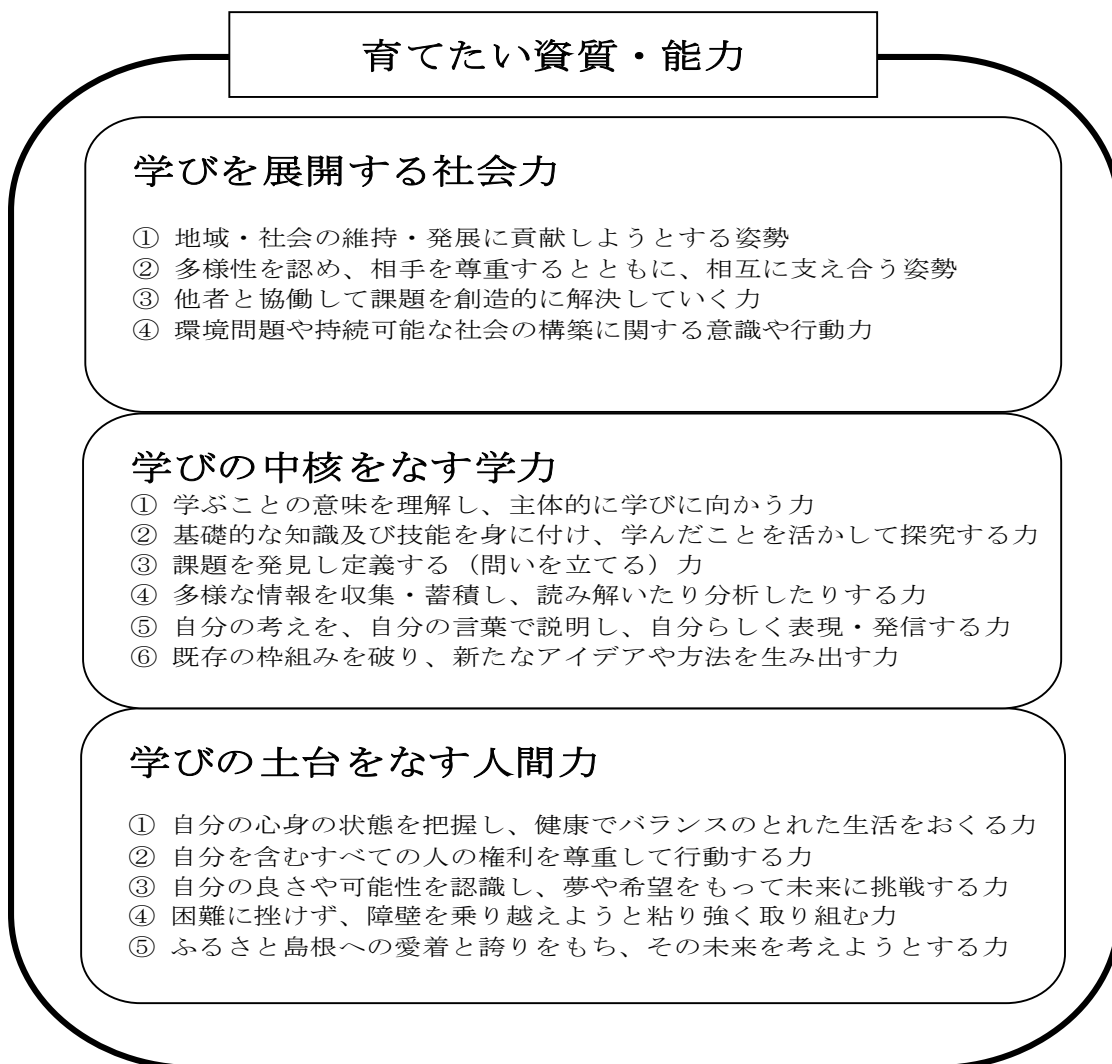 育てたい資質・能力
学びを展開する社会力
① 地域・社会の維持・発展に貢献しようとする姿勢
② 多様性を認め、相手を尊重するとともに、相互に支え合う姿勢
③ 他者と協働して課題を創造的に解決していく力
④ 環境問題や持続可能な社会の構築に関する意識や行動力
学びの中核をなす学力
① 学ぶことの意味を理解し、主体的に学びに向かう力
② 基礎的な知識及び技能を身に付け、学んだことを活かして探究する力
③ 課題を発見し定義する（問いを立てる）力
④ 多様な情報を収集・蓄積し、読み解いたり分析したりする力
⑤ 自分の考えを、自分の言葉で説明し、自分らしく表現・発信する力
⑥ 既存の枠組みを破り、新たなアイデアや方法を生み出す力
学びの土台をなす人間力
① 自分の心身の状態を把握し、健康でバランスのとれた生活をおくる力
② 自分を含むすべての人の権利を尊重して行動する力
③ 自分の良さや可能性を認識し、夢や希望をもって未来に挑戦する力
④ 困難に挫けず、障壁を乗り越えようと粘り強く取り組む力
⑤ ふるさと島根への愛着と誇りをもち、その未来を考えようとする力